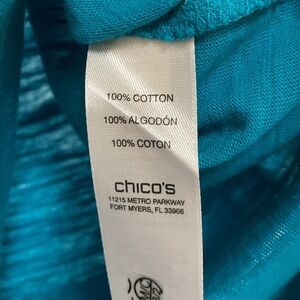 100% COTTON
100% ALGODÓN
100% COTON
chico's
11215 METRO PARKWAY
FORT MYERS, FL 33966